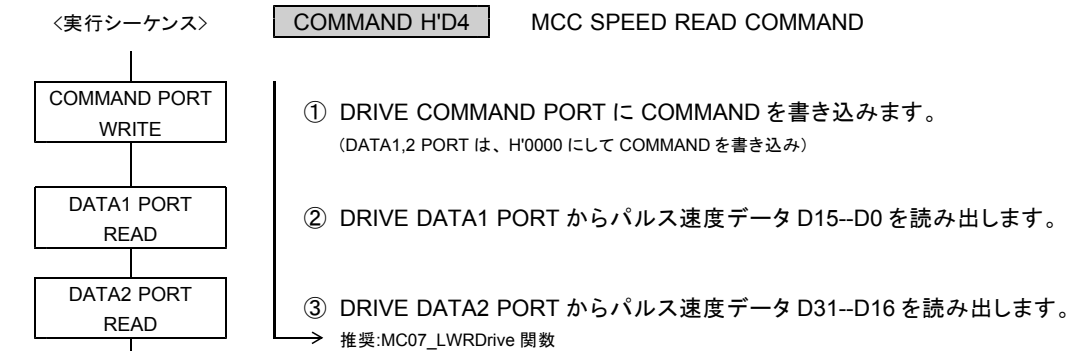 <実行シーケンス>
COMMAND H'D4 MCC SPEED READ COMMAND
COMMAND PORT
WRITE
① DRIVE COMMAND PORT に COMMAND を書き込みます。
(DATA1,2 PORT は、H'0000 にして COMMAND を書き込み)
DATA1 PORT
READ
② DRIVE DATA1 PORT からパルス速度データ D15--D0 を読み出します。
DATA2 PORT
READ
③ DRIVE DATA2 PORT からパルス速度データ D31--D16 を読み出します。
推奨:MC07_LWRDrive 関数